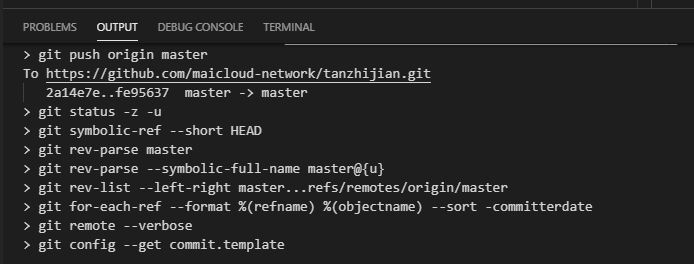 PROBLEMS OUTPUT DEBUG CONSOLE TERMINAL
> git push origin master
To https://github.com/maicloud-network/tanzhijian.git
   2a14e7e..fe95637  master -> master
> git status -z -u
> git symbolic-ref --short HEAD
> git rev-parse master
> git rev-parse --symbolic-full-name master@{u}
> git rev-list --left-right master...refs/remotes/origin/master
> git for-each-ref --format %(refname) %(objectname) --sort -committerdate
> git remote --verbose
> git config --get commit.template